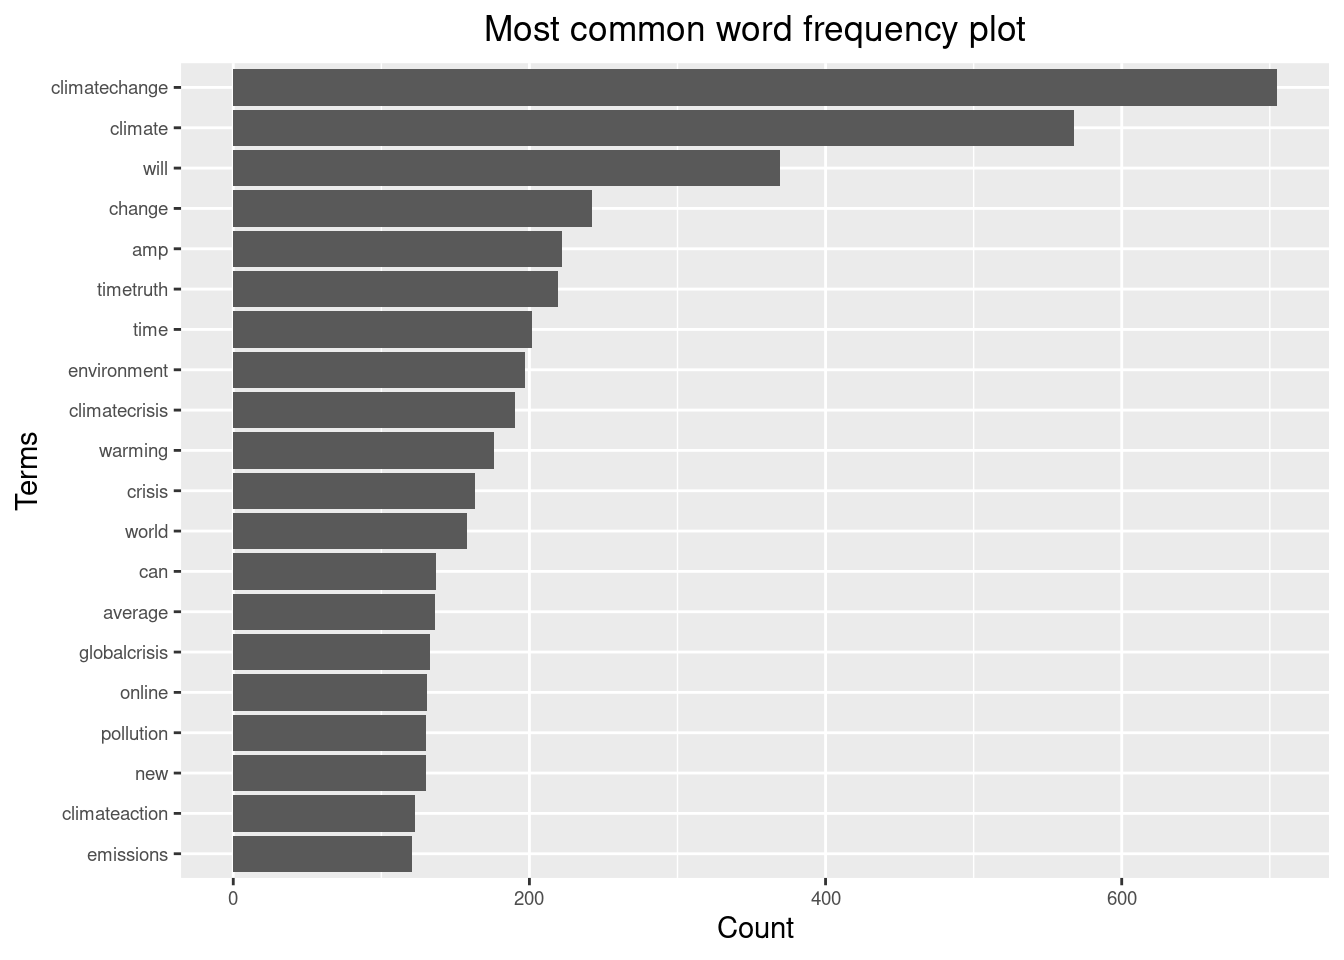 Most common word frequency plot
climatechange
climate
will
change
amp
timetruth
time
environment
climatecrisis
warming
crisis
world
can
average
globalcrisis
online
pollution
new
climateaction
emissions
Terms
0 200 400 600
Count